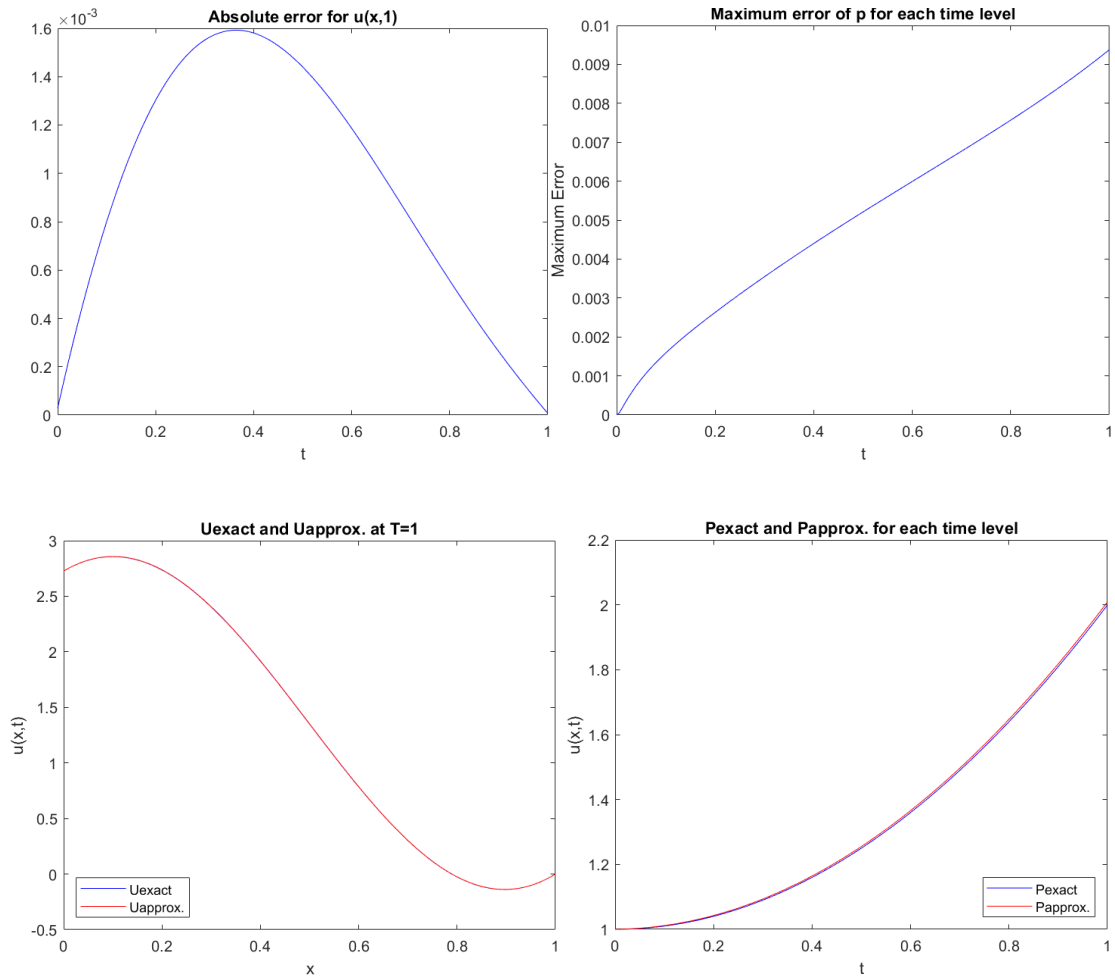 Absolute error for u(x,1)
×10^-3
1.6
1.4
1.2
1
0.8
0.6
0.4
0.2
0
0 0.2 0.4 0.6 0.8 1
t
Maximum error of p for each time level
Maximum Error
0.01
0.009
0.008
0.007
0.006
0.005
0.004
0.003
0.002
0.001
0
0 0.2 0.4 0.6 0.8 1
t
Uexact and Uapprox. at T=1
u(x,t)
3
2.5
2
1.5
1
0.5
0
-0.5
Uexact
Uapprox.
0 0.2 0.4 0.6 0.8 1
x
Pexact and Papprox. for each time level
u(x,t)
2.2
2
1.8
1.6
1.4
1.2
1
Pexact
Papprox.
0 0.2 0.4 0.6 0.8 1
t